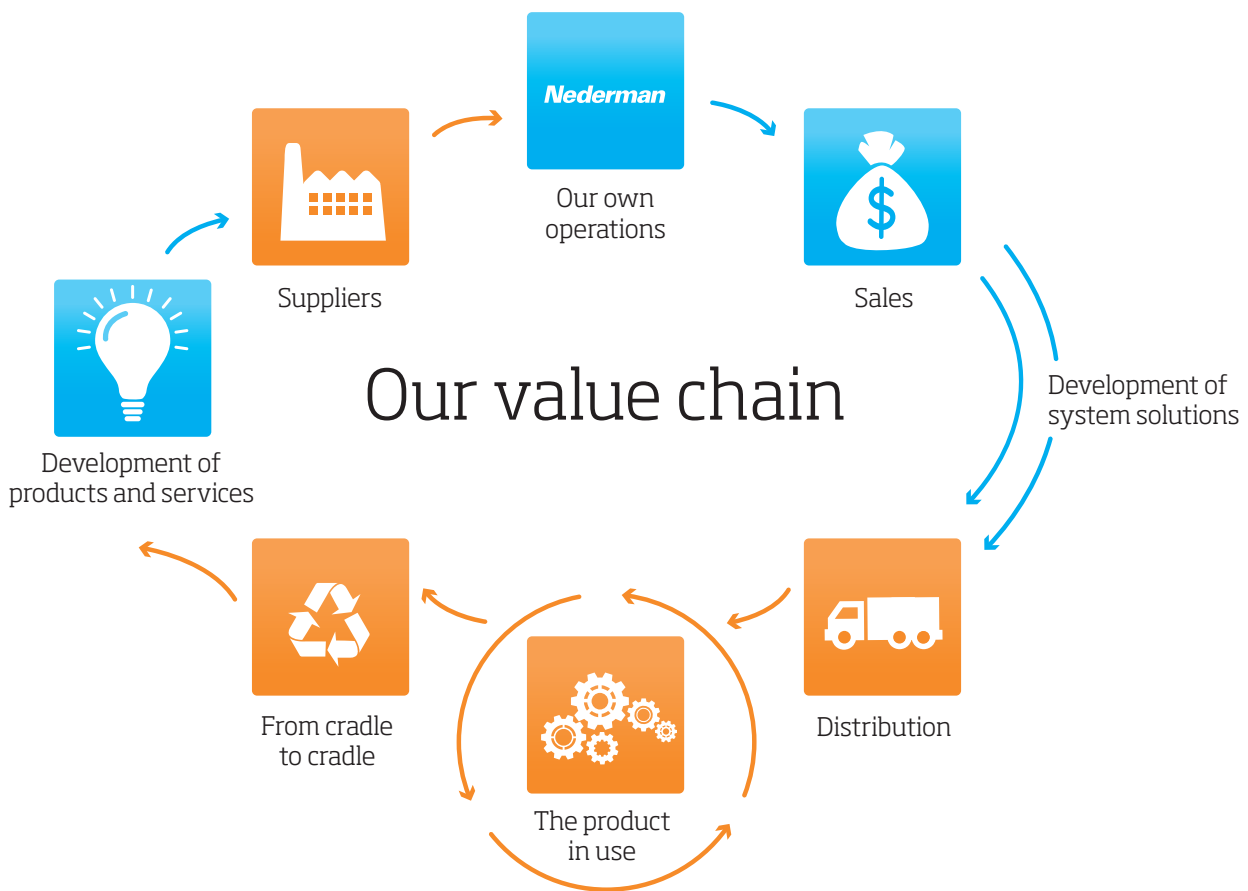 Nederman
Our own
operations
Suppliers
Sales
$
Our value chain
Development of
system solutions
Development of
products and services
From cradle
to cradle
Distribution
The product
in use